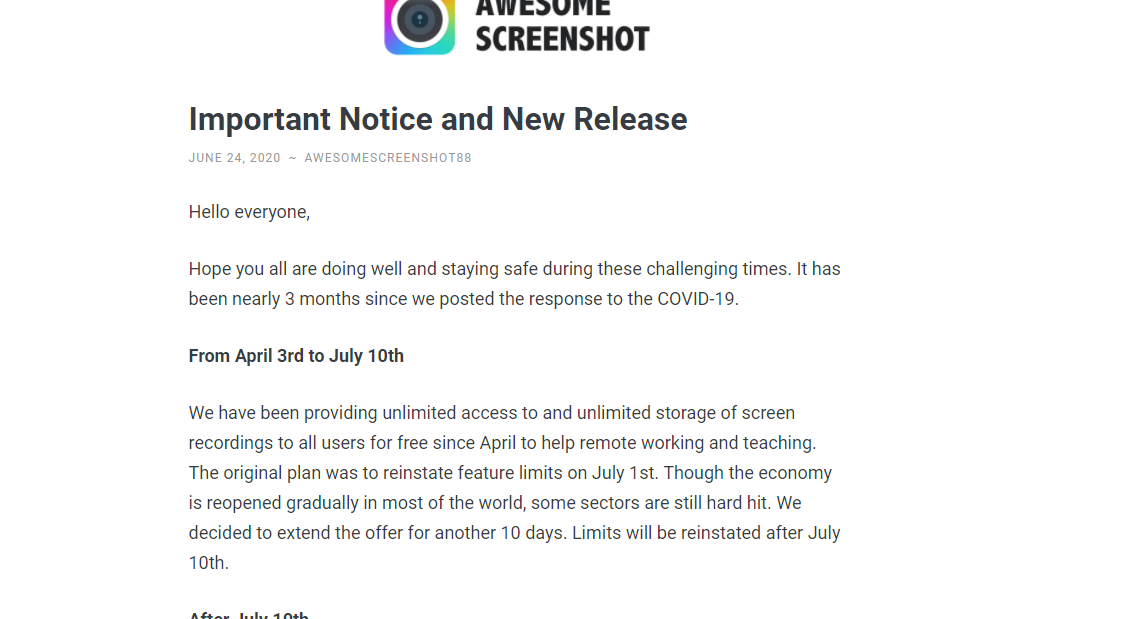 AWESOME
SCREENSHOT
Important Notice and New Release
JUNE 24, 2020 ~ AWESOMESCREENSHOT88
Hello everyone,
Hope you all are doing well and staying safe during these challenging times. It has
been nearly 3 months since we posted the response to the COVID-19.
From April 3rd to July 10th
We have been providing unlimited access to and unlimited storage of screen
recordings to all users for free since April to help remote working and teaching.
The original plan was to reinstate feature limits on July 1st. Though the economy
is reopened gradually in most of the world, some sectors are still hard hit. We
decided to extend the offer for another 10 days. Limits will be reinstated after July
10th.
After July 10th